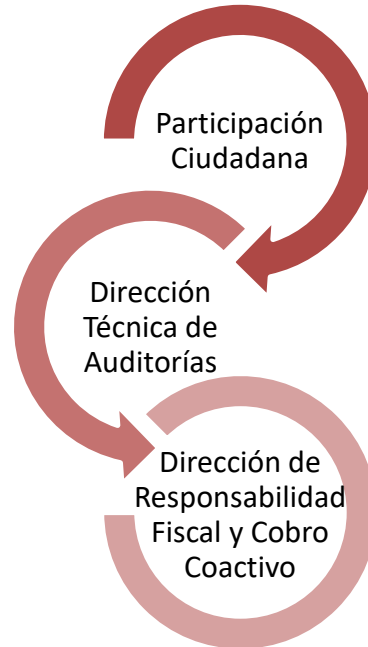 Participación
Ciudadana
Dirección
Técnica de
Auditorías
Dirección de
Responsabilidad
Fiscal y Cobro
Coactivo